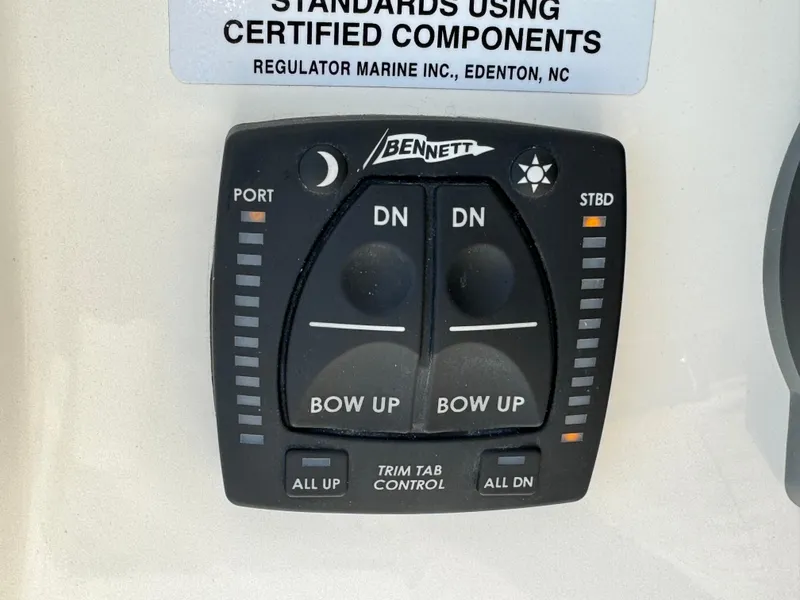 STANDARDS USING
CERTIFIED COMPONENTS
REGULATOR MARINE INC., EDENTON, NC
BENNETT
PORT
STBD
DN
DN
BOW UP
BOW UP
ALL UP
TRIM TAB
CONTROL
ALL DN